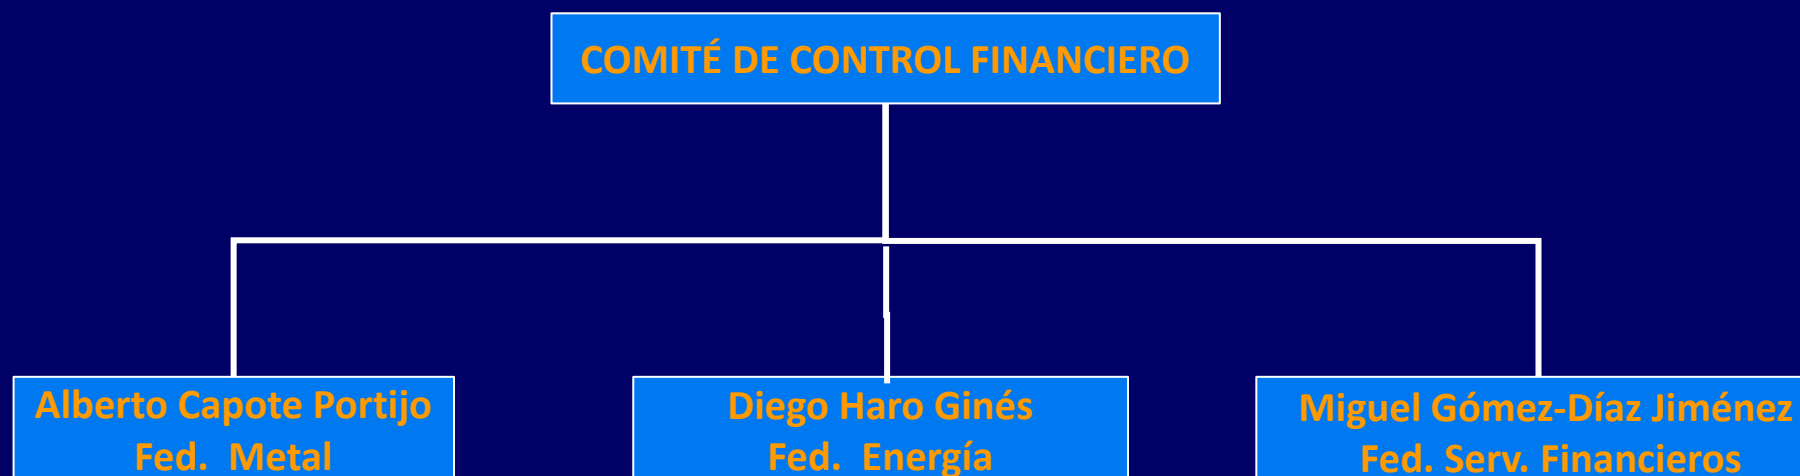 COMITÉ DE CONTROL FINANCIERO
Alberto Capote Portijo
Fed. Metal
Diego Haro Ginés
Fed. Energía
Miguel Gómez-Díaz Jiménez
Fed. Serv. Financieros